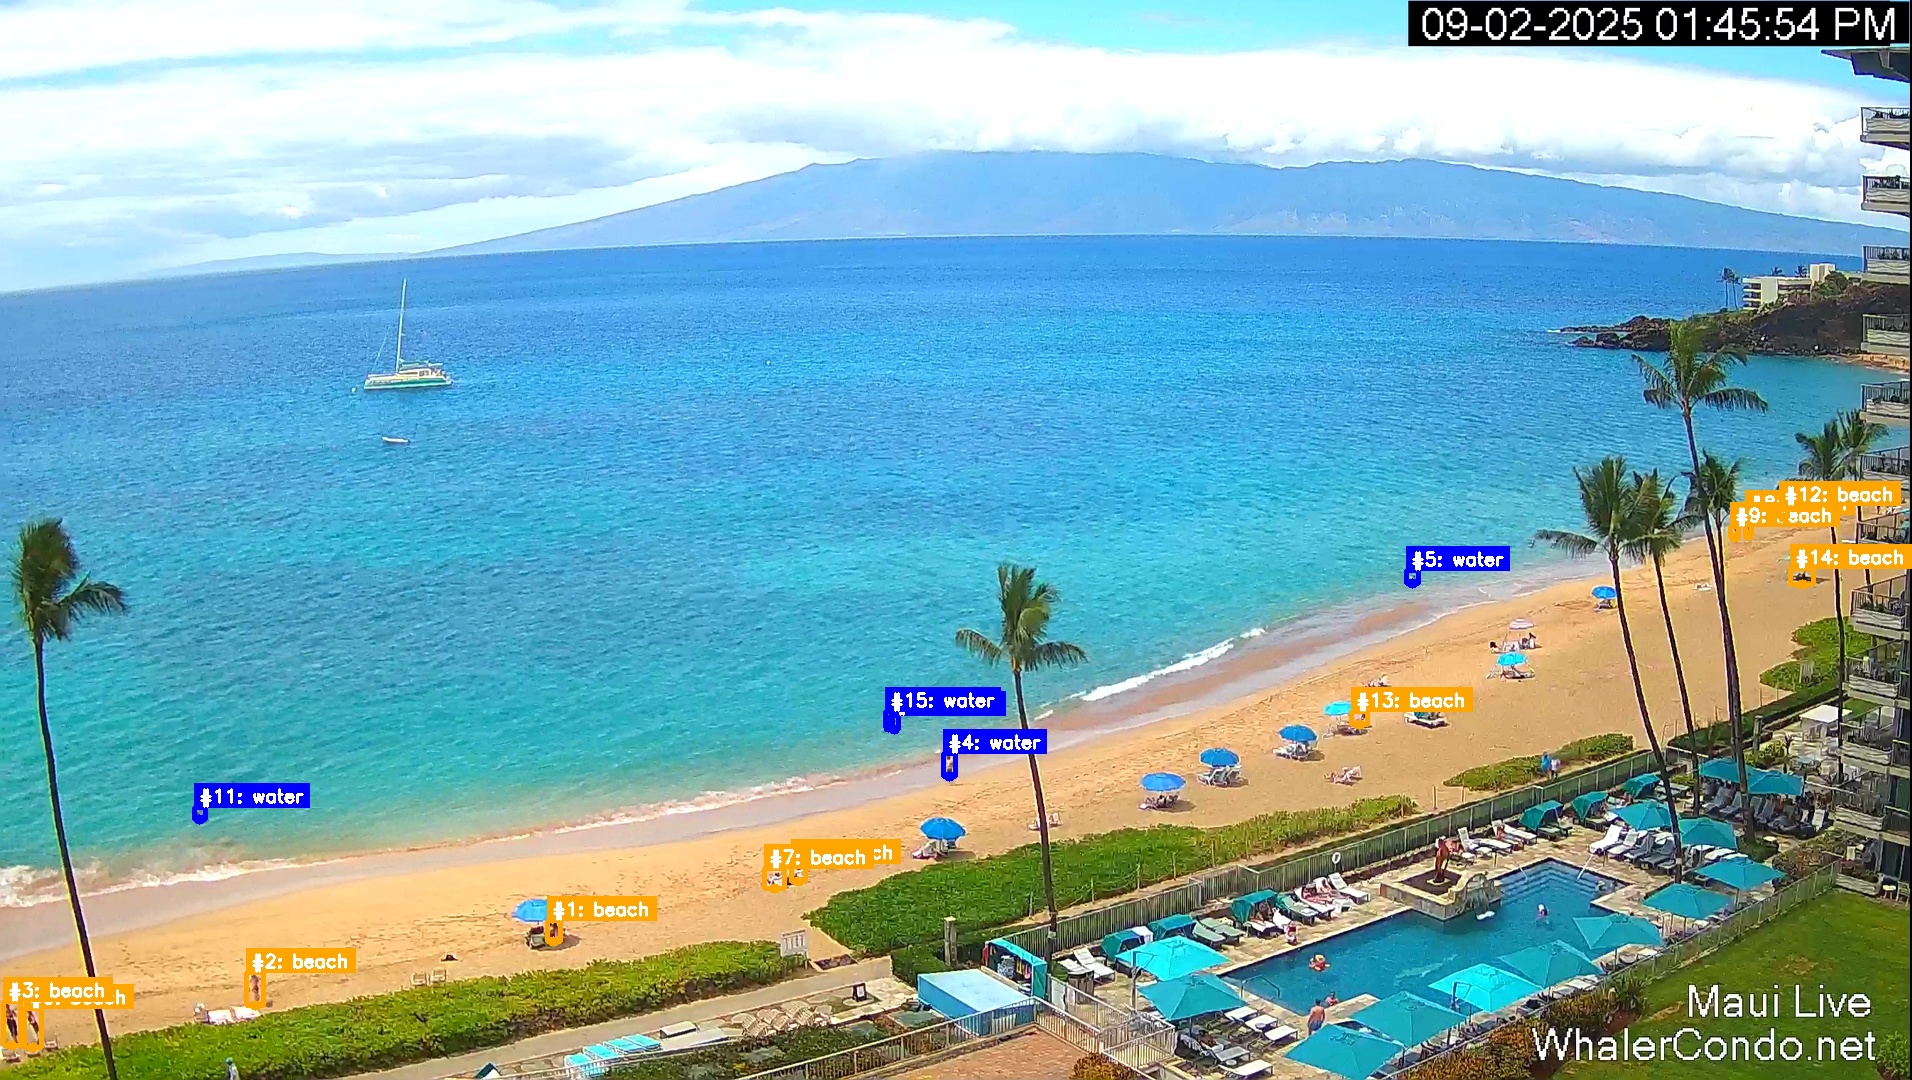 09-02-2025 01:45:54 PM
#12: beach
#9: beach
#14: beach
#5: water
#15: water
#13: beach
#4: water
#11: water
#7: beach
ch
#1: beach
#2: beach
#3: beach
Maui Live
WhalerCondo.net